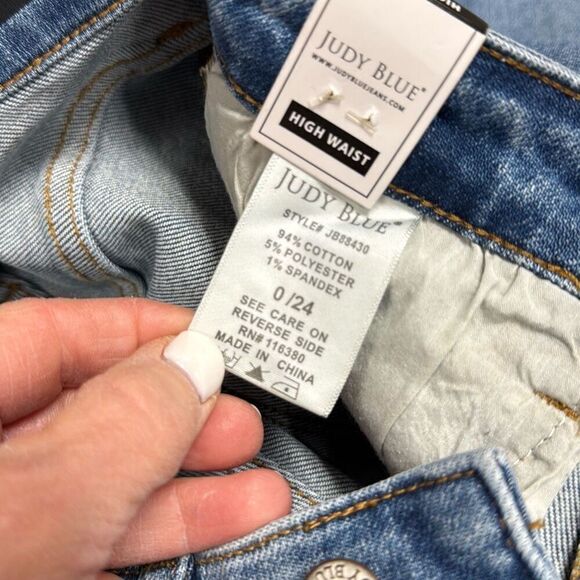 JUDY BLUE®
WWW.JUDYBLUEJEANS.COM
HIGH WAIST
JUDY BLUE®
STYLE# JB88430
94% COTTON
5% POLYESTER
1% SPANDEX
0/24
SEE CARE ON
REVERSE SIDE
RN# 116380
MADE IN CHINA